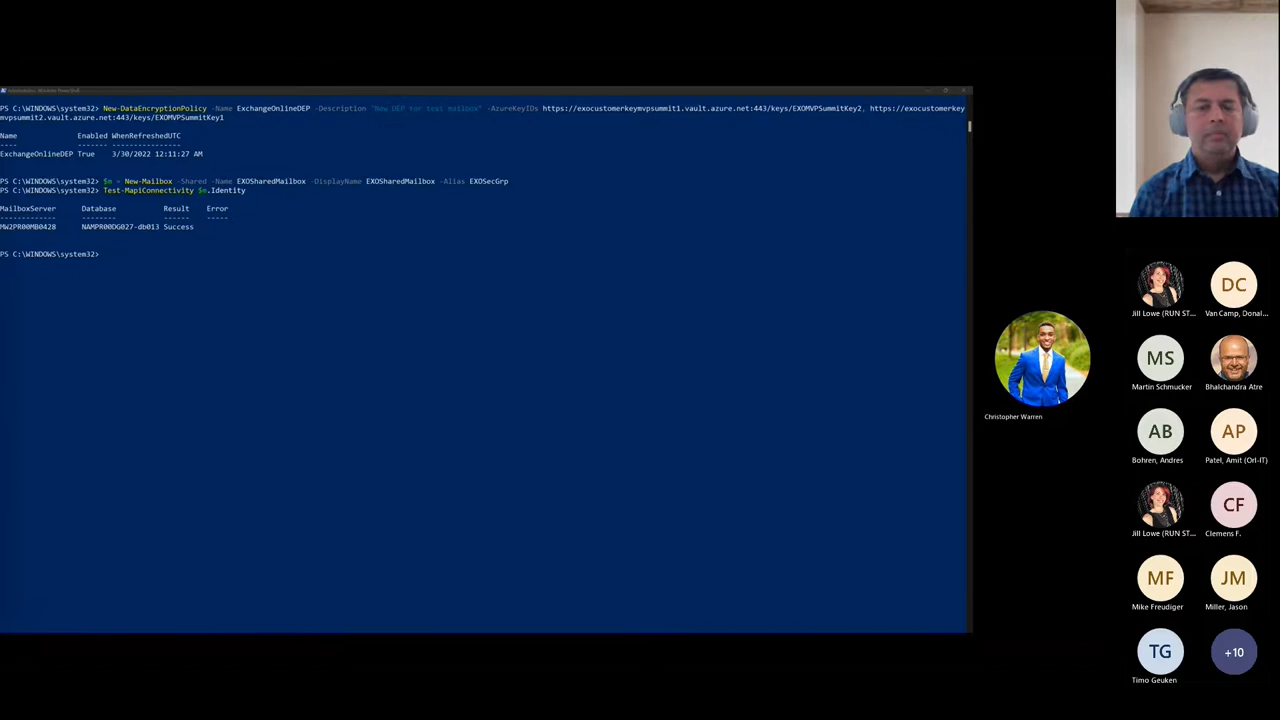 PS C:\WINDOWS\system32> New-DataEncryptionPolicy -Name ExchangeOnlineDEP -Description "New DEP for test mailbox" -AzureKeyIDs https://exocustomerkeymvpsummit1.vault.azure.net:443/keys/EXOMVPSummitKey2, https://exocustomerkey
mvpsummit2.vault.azure.net:443/keys/EXOMVPSummitKey1
Name Enabled WhenRefreshedUTC
---- ------- ----------------
ExchangeOnlineDEP True 3/30/2022 12:11:27 AM
PS C:\WINDOWS\system32> $m = New-Mailbox -Shared -Name EXOSharedMailbox -DisplayName EXOSharedMailbox -Alias EXOSecGrp
PS C:\WINDOWS\system32> Test-MapiConnectivity $m.Identity
MailboxServer Database Result Error
------------- -------- ------ -----
MW2PR00MB0428 NAMPR00DG027-db013 Success
PS C:\WINDOWS\system32>
Christopher Warren
Jill Lowe (RUN ST...
DC
Van Camp, Donal...
MS
Martin Schmucker
Bhalchandra Atre
AB
Bohren, Andres
AP
Patel, Amit (Orl-IT)
Jill Lowe (RUN ST...
CF
Clemens F.
MF
Mike Freudiger
JM
Miller, Jason
TG
Timo Geuken
+10